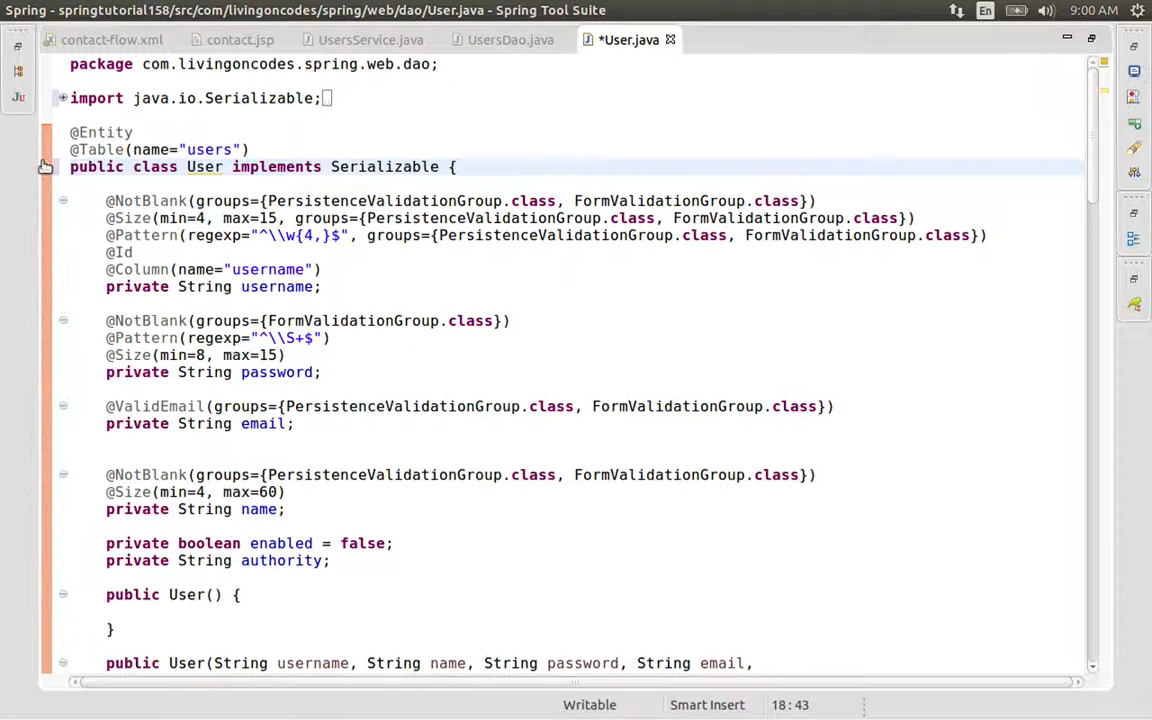 Spring - springtutorial158/src/com/livingoncodes/spring/web/dao/User.java - Spring Tool Suite
En
9:00 AM
contact-flow.xml
contact.jsp
UsersService.java
UsersDao.java
*User.java
package com.livingoncodes.spring.web.dao;
import java.io.Serializable;
@Entity
@Table(name="users")
public class User implements Serializable {
@NotBlank(groups={PersistenceValidationGroup.class, FormValidationGroup.class})
@Size(min=4, max=15, groups={PersistenceValidationGroup.class, FormValidationGroup.class})
@Pattern(regexp="^\\w{4,}$", groups={PersistenceValidationGroup.class, FormValidationGroup.class})
@Id
@Column(name="username")
private String username;
@NotBlank(groups={FormValidationGroup.class})
@Pattern(regexp="^\\S+$")
@Size(min=8, max=15)
private String password;
@ValidEmail(groups={PersistenceValidationGroup.class, FormValidationGroup.class})
private String email;
@NotBlank(groups={PersistenceValidationGroup.class, FormValidationGroup.class})
@Size(min=4, max=60)
private String name;
private boolean enabled = false;
private String authority;
public User() {
}
public User(String username, String name, String password, String email,
Writable
Smart Insert
18 : 43